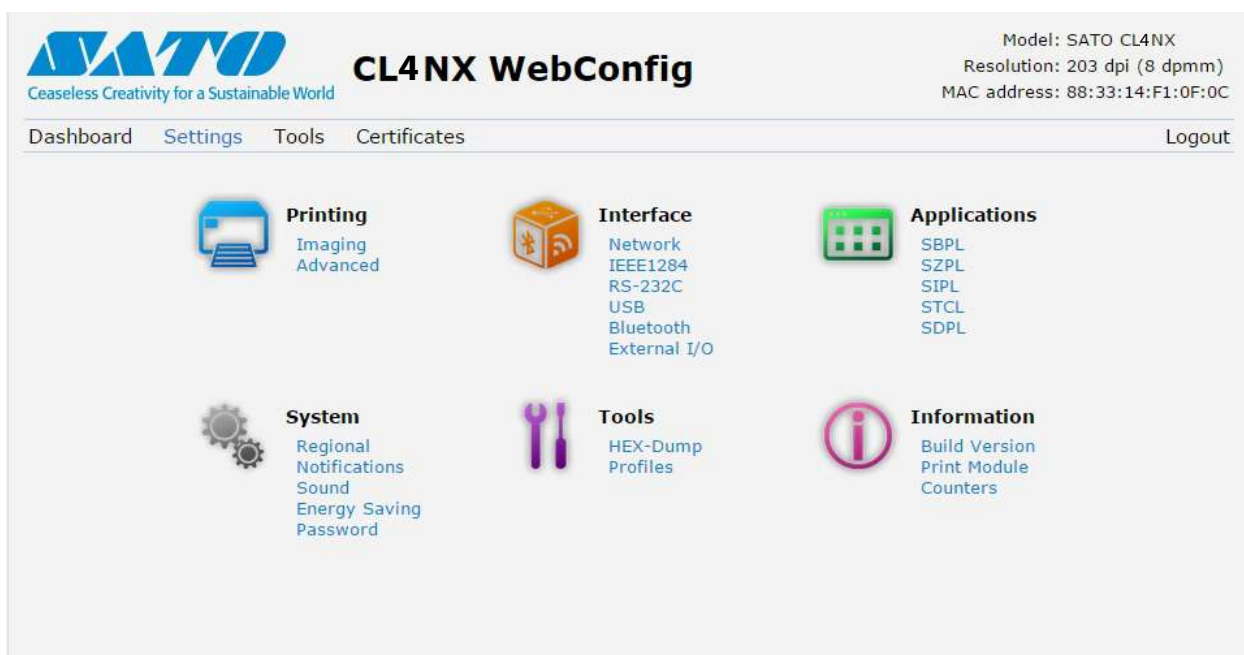 SATO
Ceaseless Creativity for a Sustainable World
CL4NX WebConfig
Model: SATO CL4NX
Resolution: 203 dpi (8 dpmm)
MAC address: 88:33:14:F1:0F:0C
Dashboard Settings Tools Certificates Logout
Printing
Imaging
Advanced
Interface
Network
IEEE1284
RS-232C
USB
Bluetooth
External I/O
Applications
SBPL
SZPL
SIPL
STCL
SDPL
System
Regional
Notifications
Sound
Energy Saving
Password
Tools
HEX-Dump
Profiles
Information
Build Version
Print Module
Counters